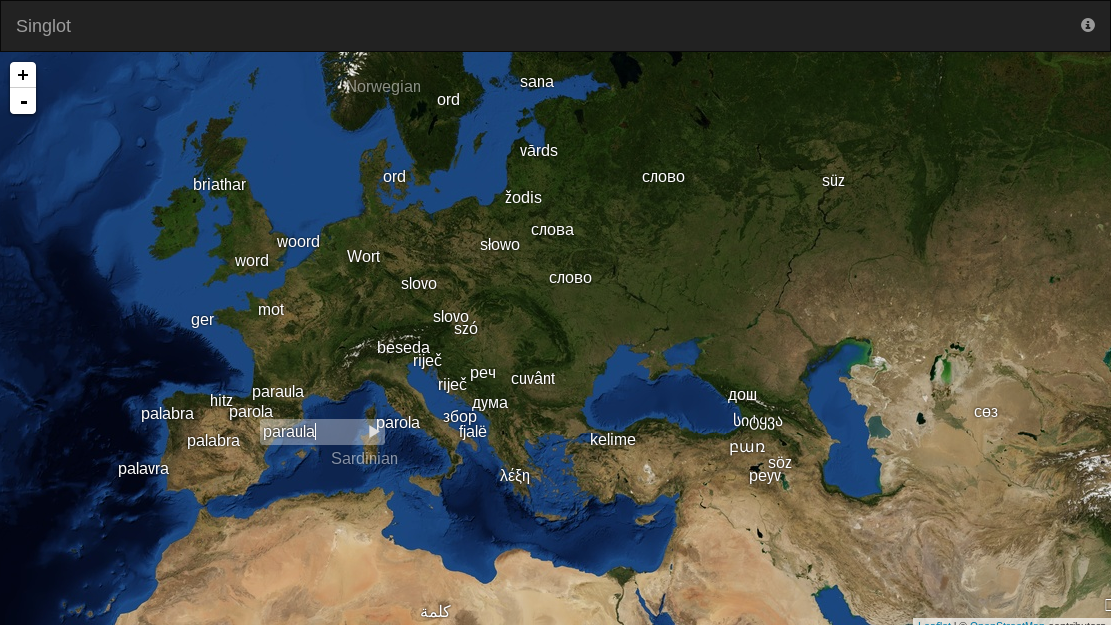 Singlot
+
-
Norwegian
sana
ord
vārds
ord
слово
süz
briathar
žodis
слова
woord
słowo
word
Wort
слово
slovo
mot
ger
slovo
szó
beseda
riječ
реч
cuvânt
riječ
paraula
hitz
дош
дума
palabra
parola
збор
сөз
parola
სიტყვა
paraula
fjalë
palabra
kelime
բառ
Sardinian
söz
palavra
λέξη
peyv
كلمة
Leaflet | © OpenStreetMap contributors